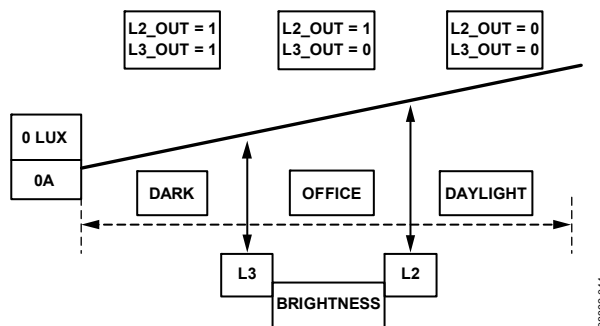 L2_OUT = 1
L3_OUT = 1
L2_OUT = 1
L3_OUT = 0
L2_OUT = 0
L3_OUT = 0
0 LUX
0A
DARK
OFFICE
DAYLIGHT
L3
L2
BRIGHTNESS